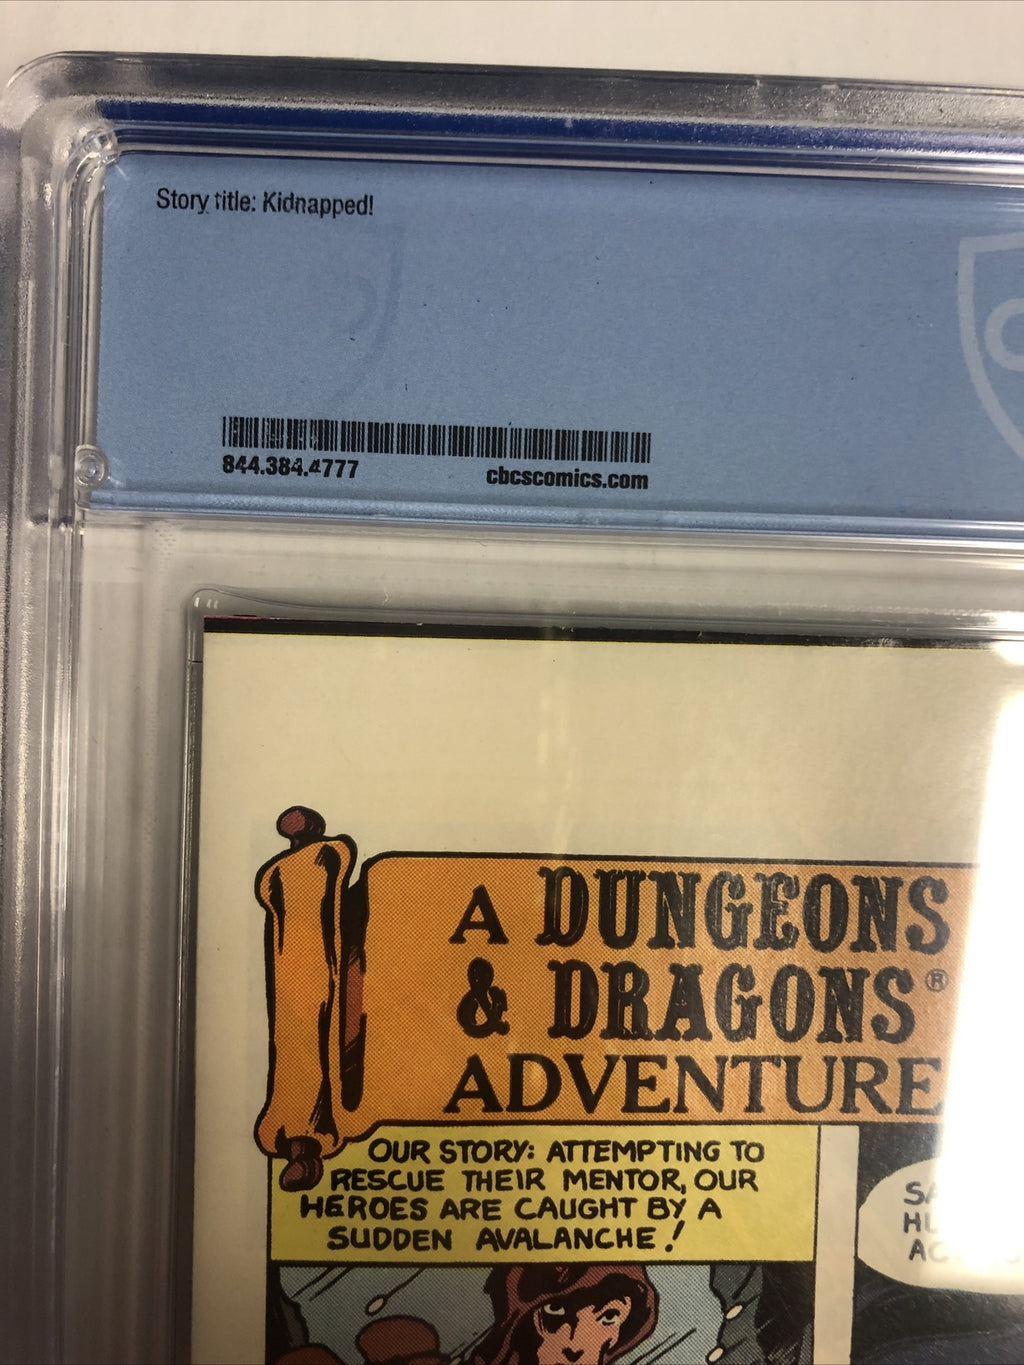 Story title: Kidnapped!
844.384.4777
cbcscomics.com
A DUNGEONS
& DRAGONS®
ADVENTURE
OUR STORY: ATTEMPTING TO
RESCUE THEIR MENTOR, OUR
HEROES ARE CAUGHT BY A
SUDDEN AVALANCHE!